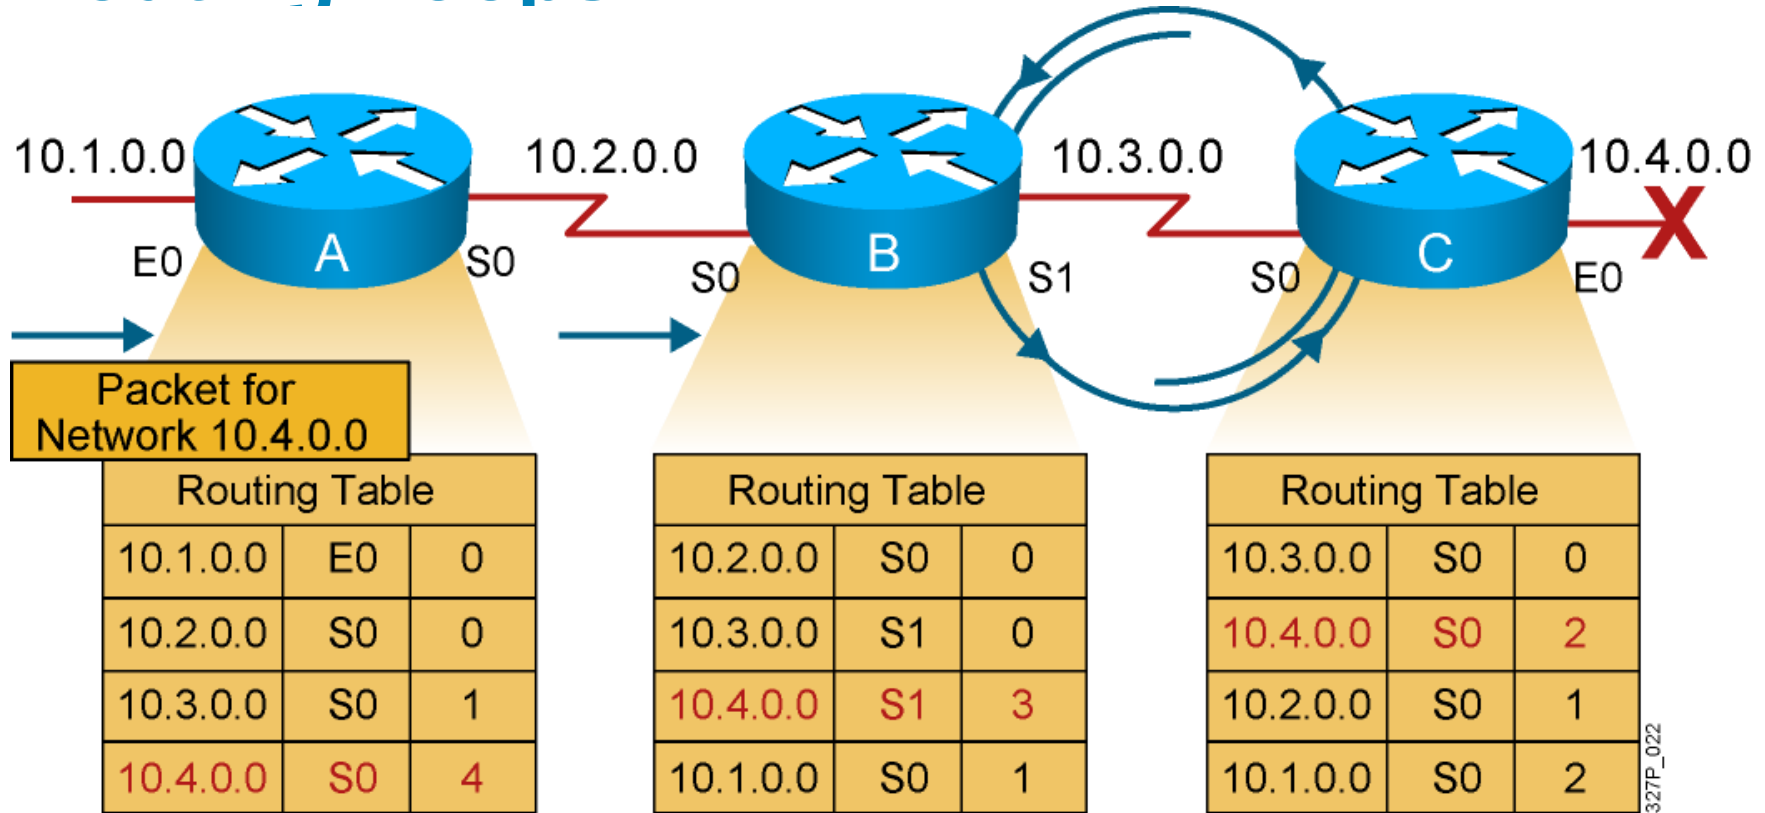 10.1.0.0
10.2.0.0
10.3.0.0
10.4.0.0
X
A
B
C
E0
S0
S0
S1
S0
E0
Packet for
Network 10.4.0.0
Routing Table
10.1.0.0 E0 0
10.2.0.0 S0 0
10.3.0.0 S0 1
10.4.0.0 S0 4
Routing Table
10.2.0.0 S0 0
10.3.0.0 S1 0
10.4.0.0 S1 3
10.1.0.0 S0 1
Routing Table
10.3.0.0 S0 0
10.4.0.0 S0 2
10.2.0.0 S0 1
10.1.0.0 S0 2
327P_022